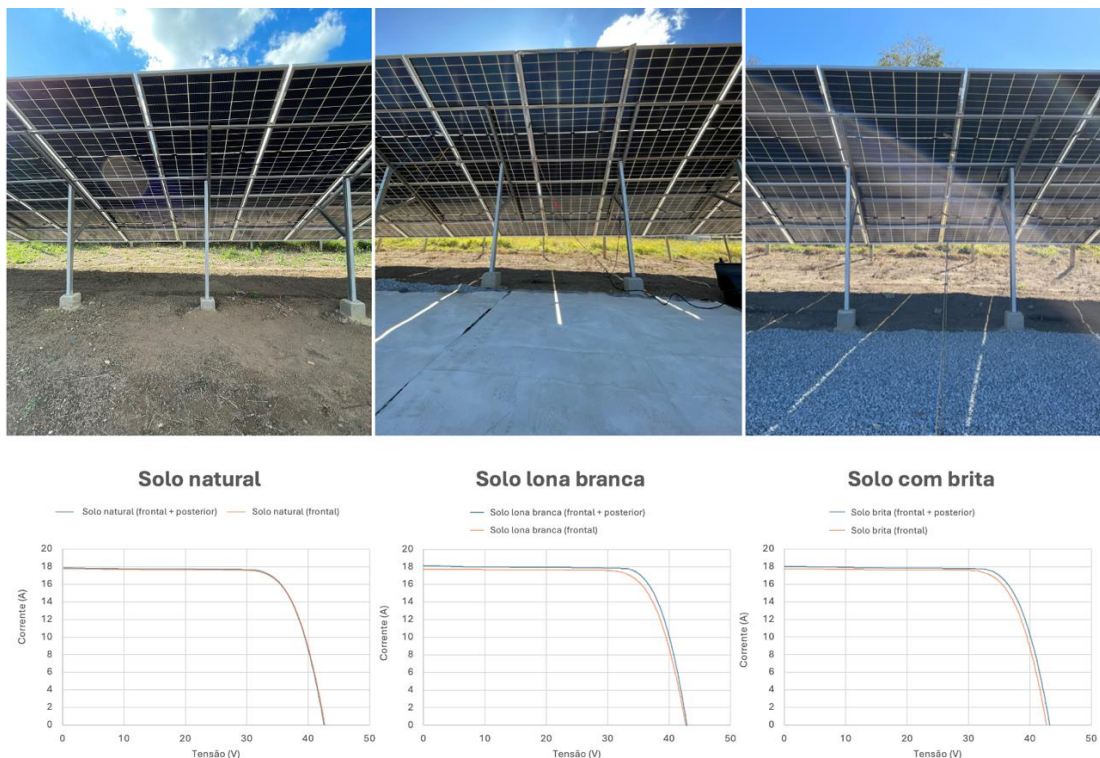 Solo natural
Solo natural (frontal + posterior) Solo natural (frontal)
Corrente (A)
20
18
16
14
12
10
8
6
4
2
0
0 10 20 30 40 50
Tensão (V)
Solo lona branca
Solo lona branca (frontal + posterior)
Solo lona branca (frontal)
Corrente (A)
20
18
16
14
12
10
8
6
4
2
0
0 10 20 30 40 50
Tensão (V)
Solo com brita
Solo brita (frontal + posterior)
Solo brita (frontal)
Corrente (A)
20
18
16
14
12
10
8
6
4
2
0
0 10 20 30 40 50
Tensão (V)